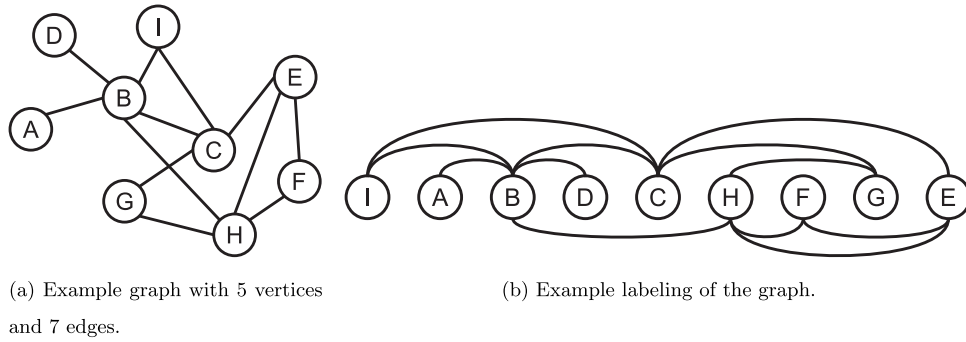 D
I
E
B
A
C
F
G
H
I A B D C H F G E
(a) Example graph with 5 vertices
and 7 edges.
(b) Example labeling of the graph.